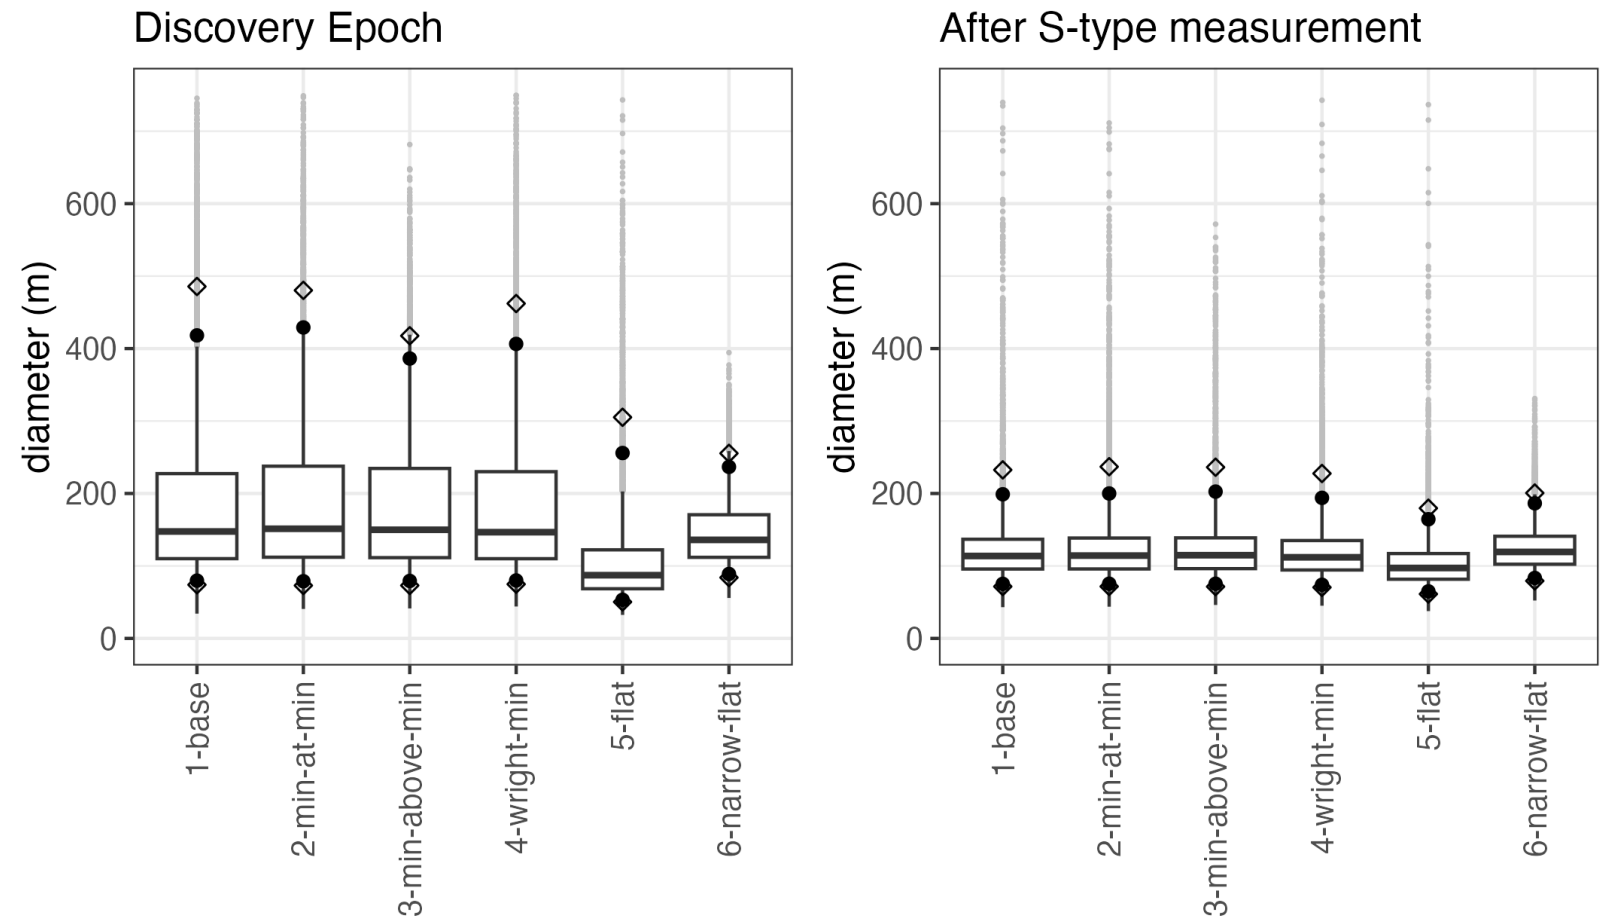 Discovery Epoch
diameter (m)
600
400
200
0
1-base
2-min-at-min
3-min-above-min
4-wright-min
5-flat
6-narrow-flat
After S-type measurement
diameter (m)
600
400
200
0
1-base
2-min-at-min
3-min-above-min
4-wright-min
5-flat
6-narrow-flat